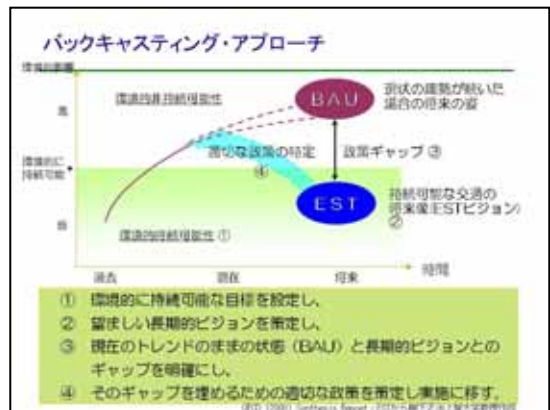 バックキャスティング・アプローチ
環境的影響
環境的非持続可能性
BAU
現状の趨勢が続いた
場合の将来の姿
高
適切な政策の特定
④
政策ギャップ ③
環境的に
持続可能
EST
持続可能な交通の
将来像(ESTビジョン)
②
低
環境的持続可能性 ①
過去
現在
将来
時間
① 環境的に持続可能な目標を設定し、
② 望ましい長期的ビジョンを策定し、
③ 現在のトレンドのままの状態（BAU）と長期的ビジョンとの
ギャップを明確にし、
④ そのギャップを埋めるための適切な政策を策定し実施に移す。
Synthesis Report